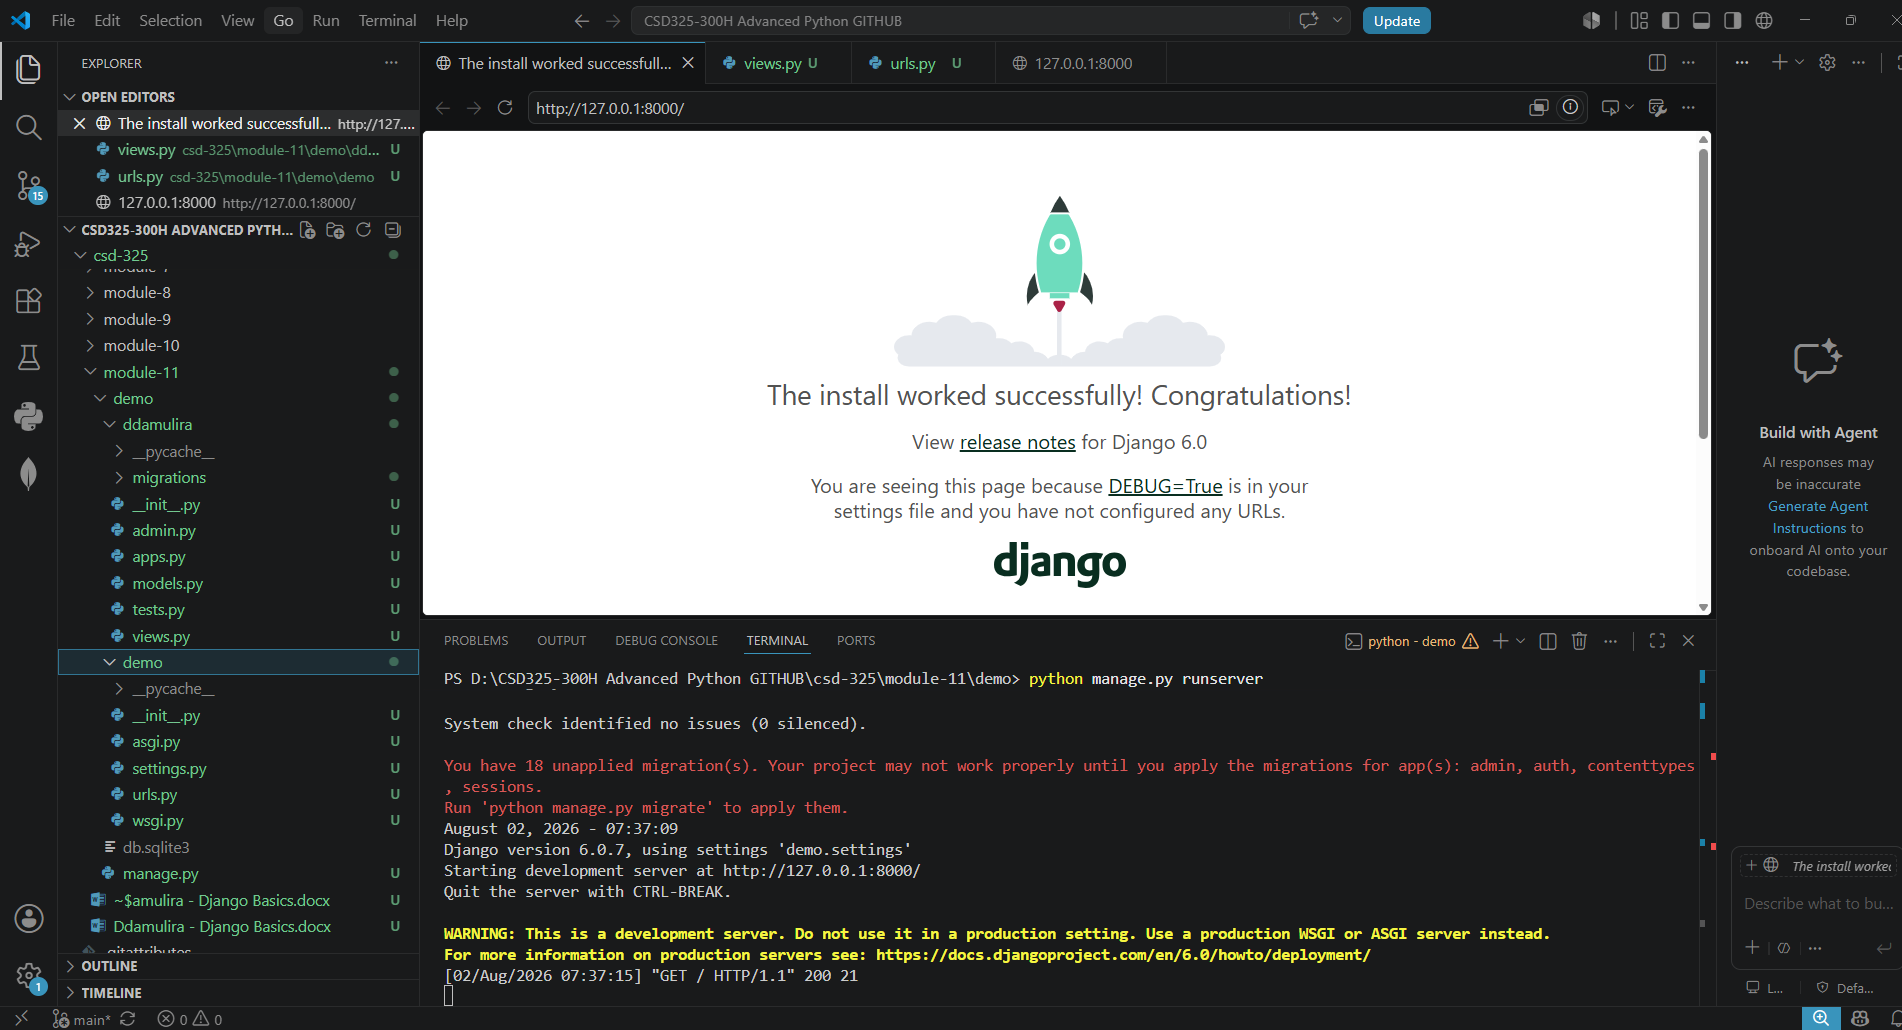 File Edit Selection View Go Run Terminal Help
CSD325-300H Advanced Python GITHUB
Update
EXPLORER
OPEN EDITORS
The install worked successfull... http://127....
views.py csd-325\module-11\demo\dd... U
urls.py csd-325\module-11\demo\demo U
127.0.0.1:8000 http://127.0.0.1:8000/
CSD325-300H ADVANCED PYTH...
csd-325
module-7
module-8
module-9
module-10
module-11
demo
ddamulira
__pycache__
migrations
__init__.py U
admin.py U
apps.py U
models.py U
tests.py U
views.py U
demo
__pycache__
__init__.py U
asgi.py U
settings.py U
urls.py U
wsgi.py U
db.sqlite3
manage.py U
~$amulira - Django Basics.docx U
Ddamulira - Django Basics.docx U
.gitattributes
OUTLINE
TIMELINE
15
1
The install worked successfull...
views.py U
urls.py U
127.0.0.1:8000
http://127.0.0.1:8000/
The install worked successfully! Congratulations!
View release notes for Django 6.0
You are seeing this page because DEBUG=True is in your
settings file and you have not configured any URLs.
django
PROBLEMS OUTPUT DEBUG CONSOLE TERMINAL PORTS
python - demo
PS D:\CSD325-300H Advanced Python GITHUB\csd-325\module-11\demo> python manage.py runserver
System check identified no issues (0 silenced).
You have 18 unapplied migration(s). Your project may not work properly until you apply the migrations for app(s): admin, auth, contenttypes
, sessions.
Run 'python manage.py migrate' to apply them.
August 02, 2026 - 07:37:09
Django version 6.0.7, using settings 'demo.settings'
Starting development server at http://127.0.0.1:8000/
Quit the server with CTRL-BREAK.
WARNING: This is a development server. Do not use it in a production setting. Use a production WSGI or ASGI server instead.
For more information on production servers see: https://docs.djangoproject.com/en/6.0/howto/deployment/
[02/Aug/2026 07:37:15] "GET / HTTP/1.1" 200 21
Build with Agent
AI responses may
be inaccurate
Generate Agent
Instructions to
onboard AI onto your
codebase.
The install worke
Describe what to bu...
L...
Defa...
main*
0 0